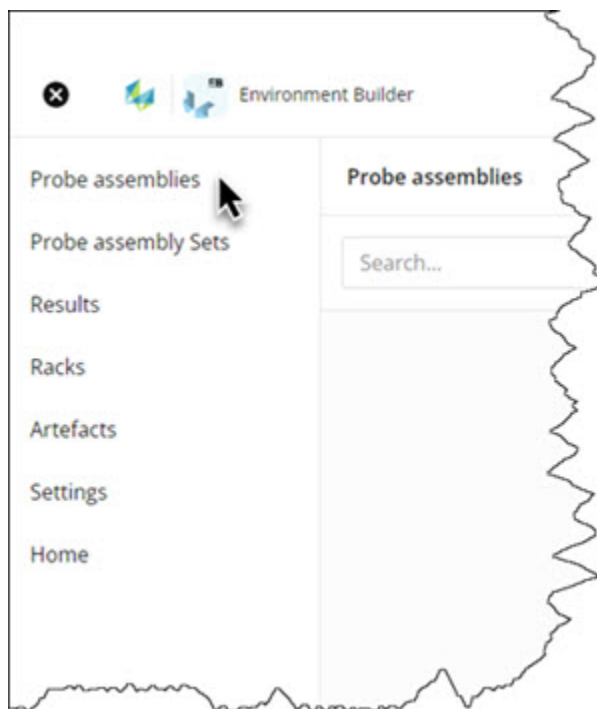 Environment Builder
Probe assemblies
Probe assembly Sets
Results
Racks
Artefacts
Settings
Home
Probe assemblies
Search...